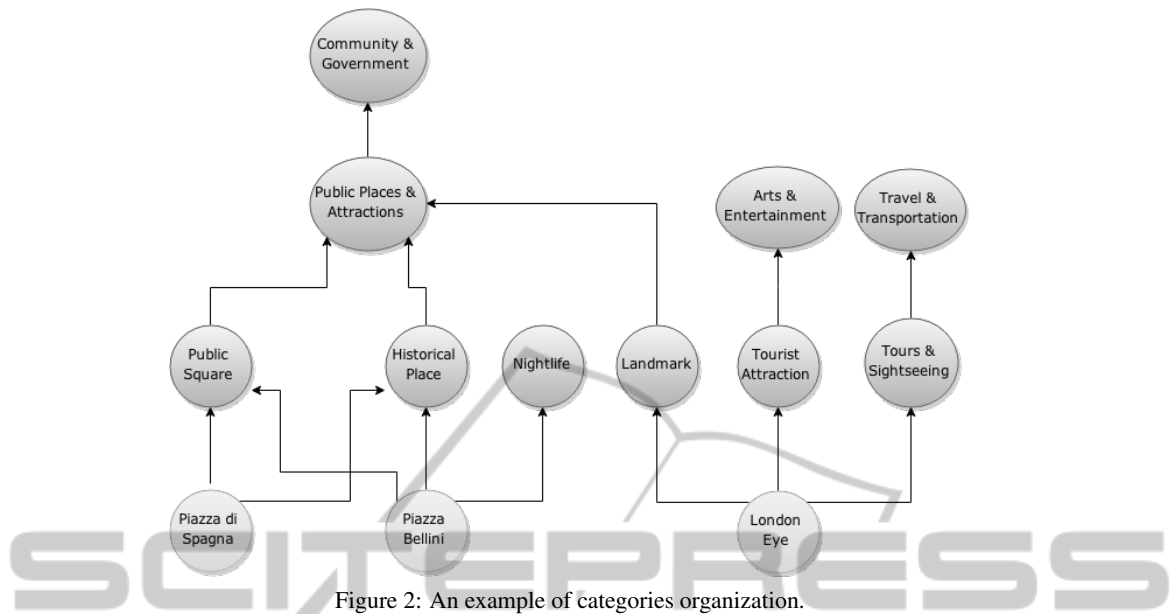 Community &
Government
Public Places &
Attractions
Arts &
Entertainment
Travel &
Transportation
Public
Square
Historical
Place
Nightlife
Landmark
Tourist
Attraction
Tours &
Sightseeing
Piazza di
Spagna
Piazza
Bellini
London
Eye
SCITEPRESS
Figure 2: An example of categories organization.